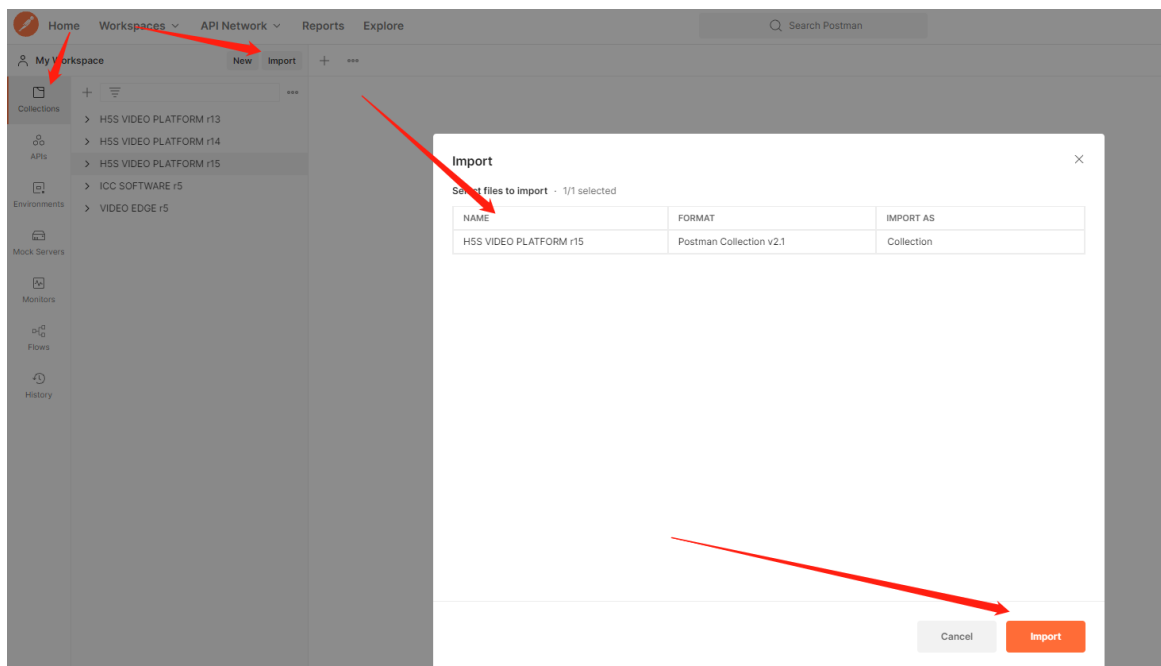 Home Workspaces API Network Reports Explore Search Postman
My Workspace New Import
Collections
APIs
Environments
Mock Servers
Monitors
Flows
History
H5S VIDEO PLATFORM r13
H5S VIDEO PLATFORM r14
H5S VIDEO PLATFORM r15
ICC SOFTWARE r5
VIDEO EDGE r5
Import
Select files to import · 1/1 selected
NAME FORMAT IMPORT AS
H5S VIDEO PLATFORM r15 Postman Collection v2.1 Collection
Cancel Import